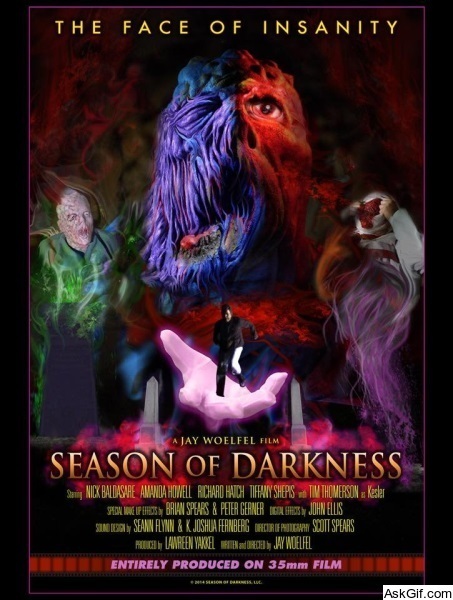 THE FACE OF INSANITY
A JAY WOELFEL FILM
SEASON OF DARKNESS
Starring NICK BALDASARE AMANDA HOWELL RICHARD HATCH TIFFANY SHEPIS with TIM THOMERSON as Kesler
SPECIAL MAKE UP EFFECTS BY BRIAN SPEARS & PETER GERNER DIGITAL EFFECTS BY JOHN ELLIS
SOUND DESIGN BY SEANN FLYNN & K. JOSHUA FERNBERG DIRECTOR OF PHOTOGRAPHY SCOTT SPEARS
PRODUCED BY LAWREEN YAKKEL WRITTEN AND DIRECTED BY JAY WOELFEL
ENTIRELY PRODUCED ON 35mm FILM
© 2014 SEASON OF DARKNESS, LLC.
AskGif.com